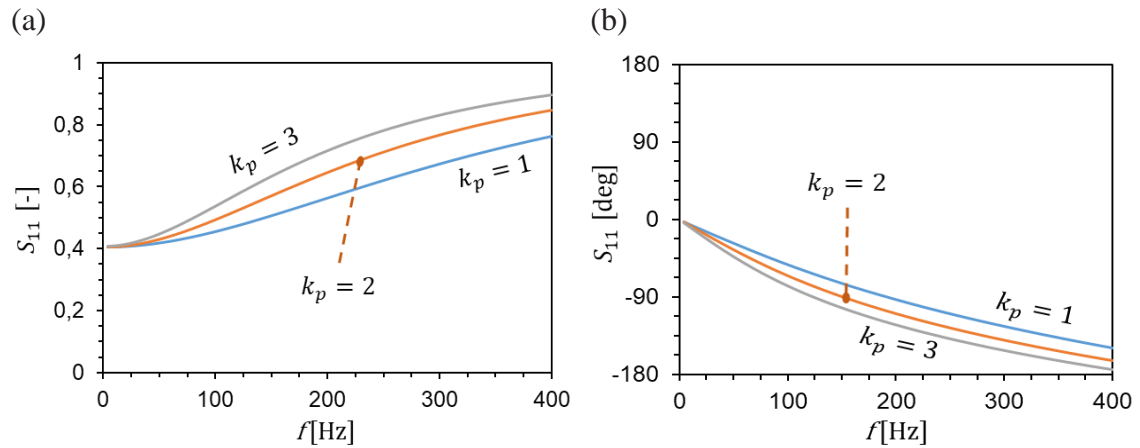 (a)
1
0,8
0,6
0,4
0,2
0
0
100
200
300
400
S₁₁ [-]
f[Hz]
k_p = 3
k_p = 1
k_p = 2
(b)
180
90
0
-90
-180
0
100
200
300
400
S₁₁ [deg]
f[Hz]
k_p = 2
k_p = 1
k_p = 3